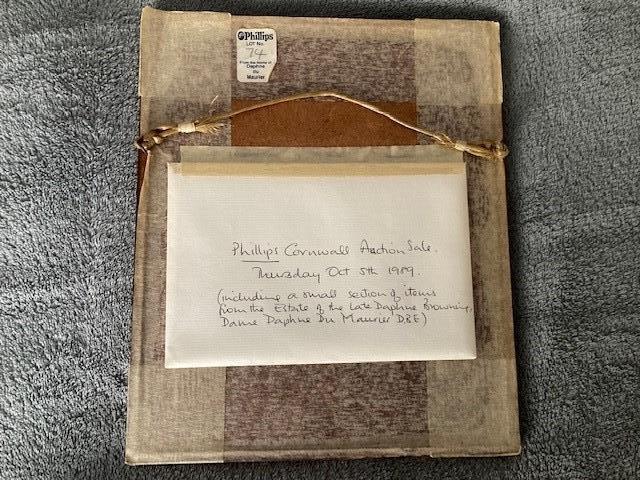 Phillips
LOT No.
74
From the home of
Daphne
du
Maurier
Phillips Cornwall Auction Sale.
Thursday Oct 5th 1989.
(including a small section of items
from the Estate of the Late Daphne Browning,
Dame Daphne Du Maurier DBE)